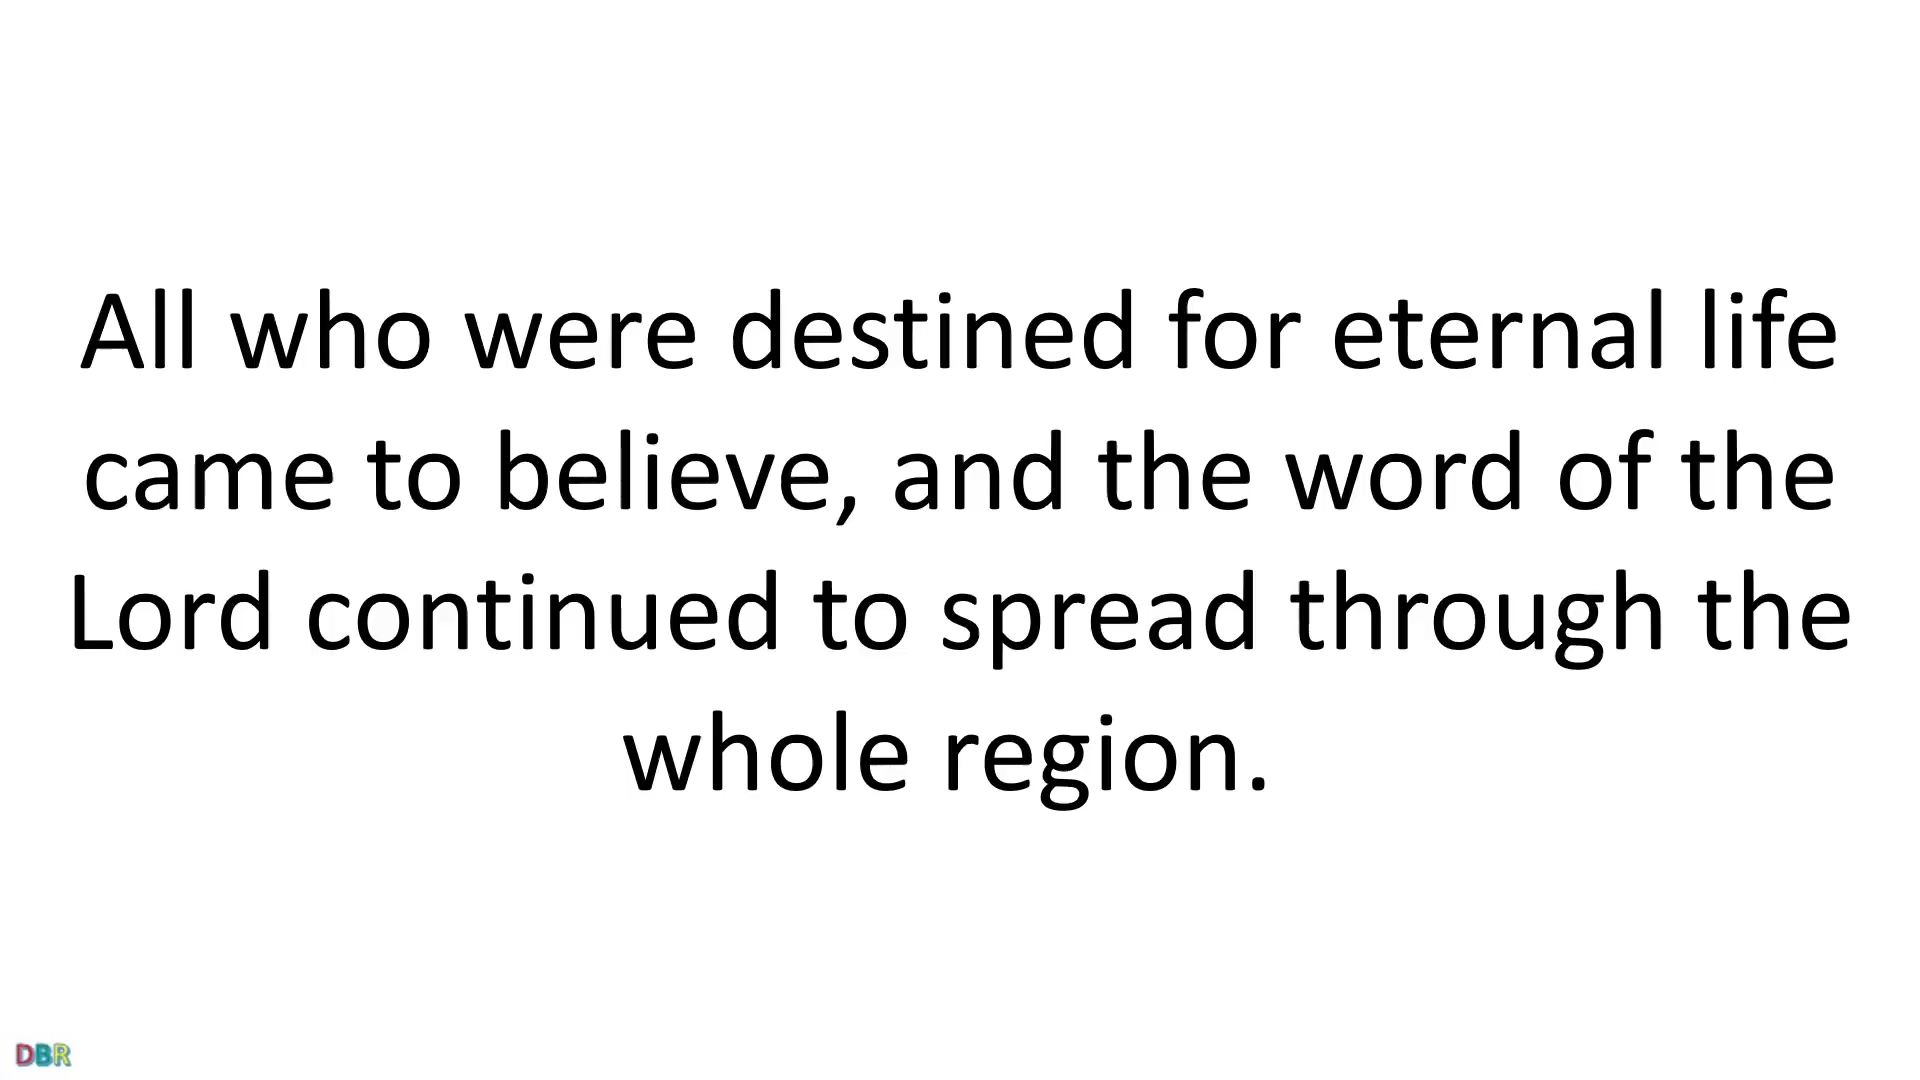 All who were destined for eternal life
came to believe, and the word of the
Lord continued to spread through the
whole region.
DBR